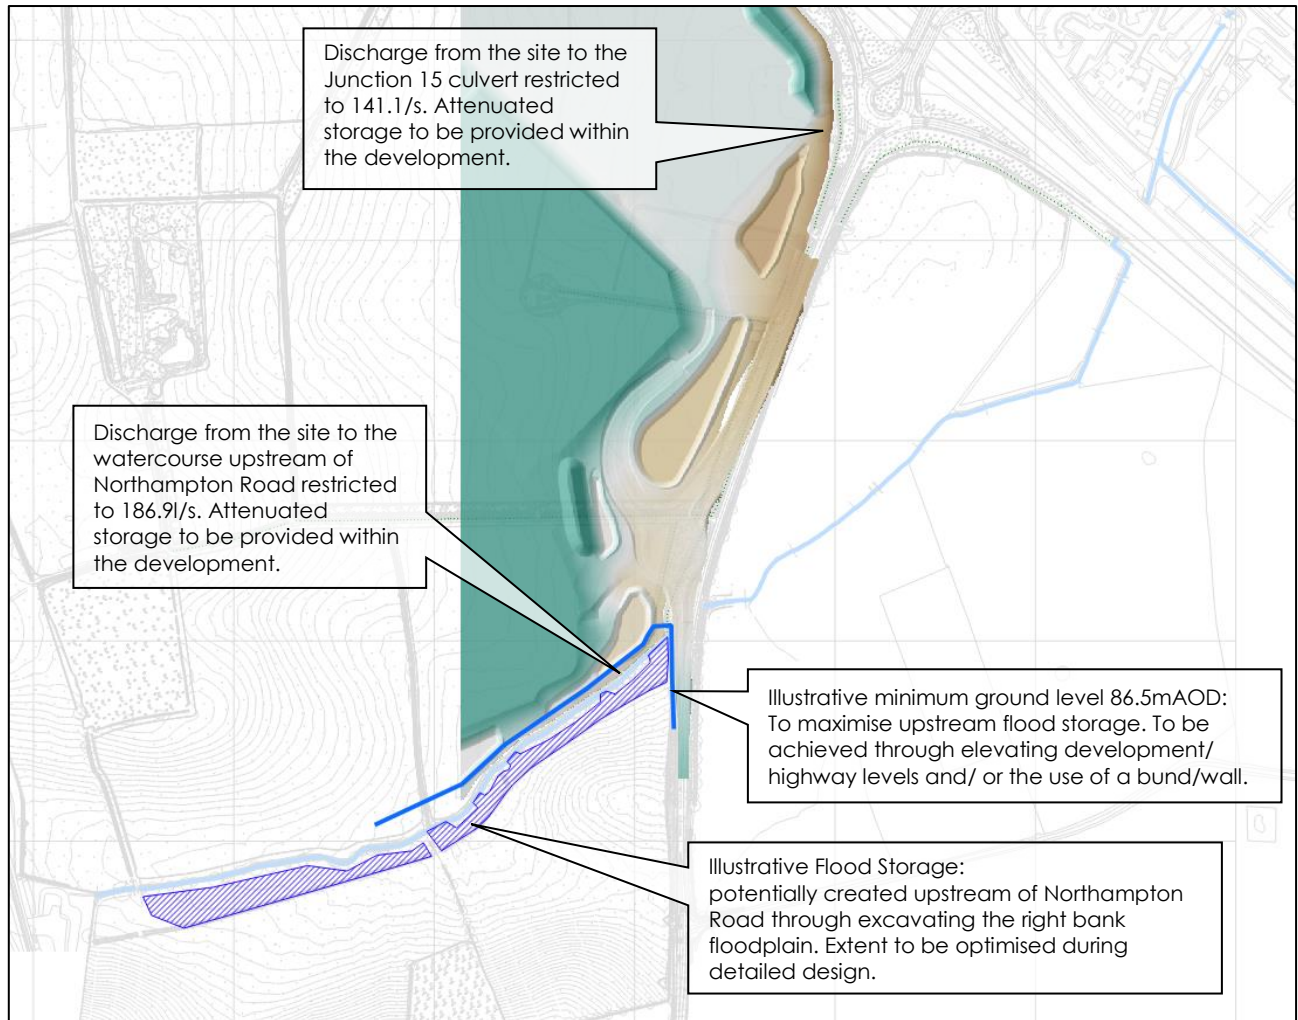 Discharge from the site to the
Junction 15 culvert restricted
to 141.1/s. Attenuated
storage to be provided within
the development.
Discharge from the site to the
watercourse upstream of
Northampton Road restricted
to 186.9l/s. Attenuated
storage to be provided within
the development.
Illustrative minimum ground level 86.5mAOD:
To maximise upstream flood storage. To be
achieved through elevating development/
highway levels and/ or the use of a bund/wall.
Illustrative Flood Storage:
potentially created upstream of Northampton
Road through excavating the right bank
floodplain. Extent to be optimised during
detailed design.